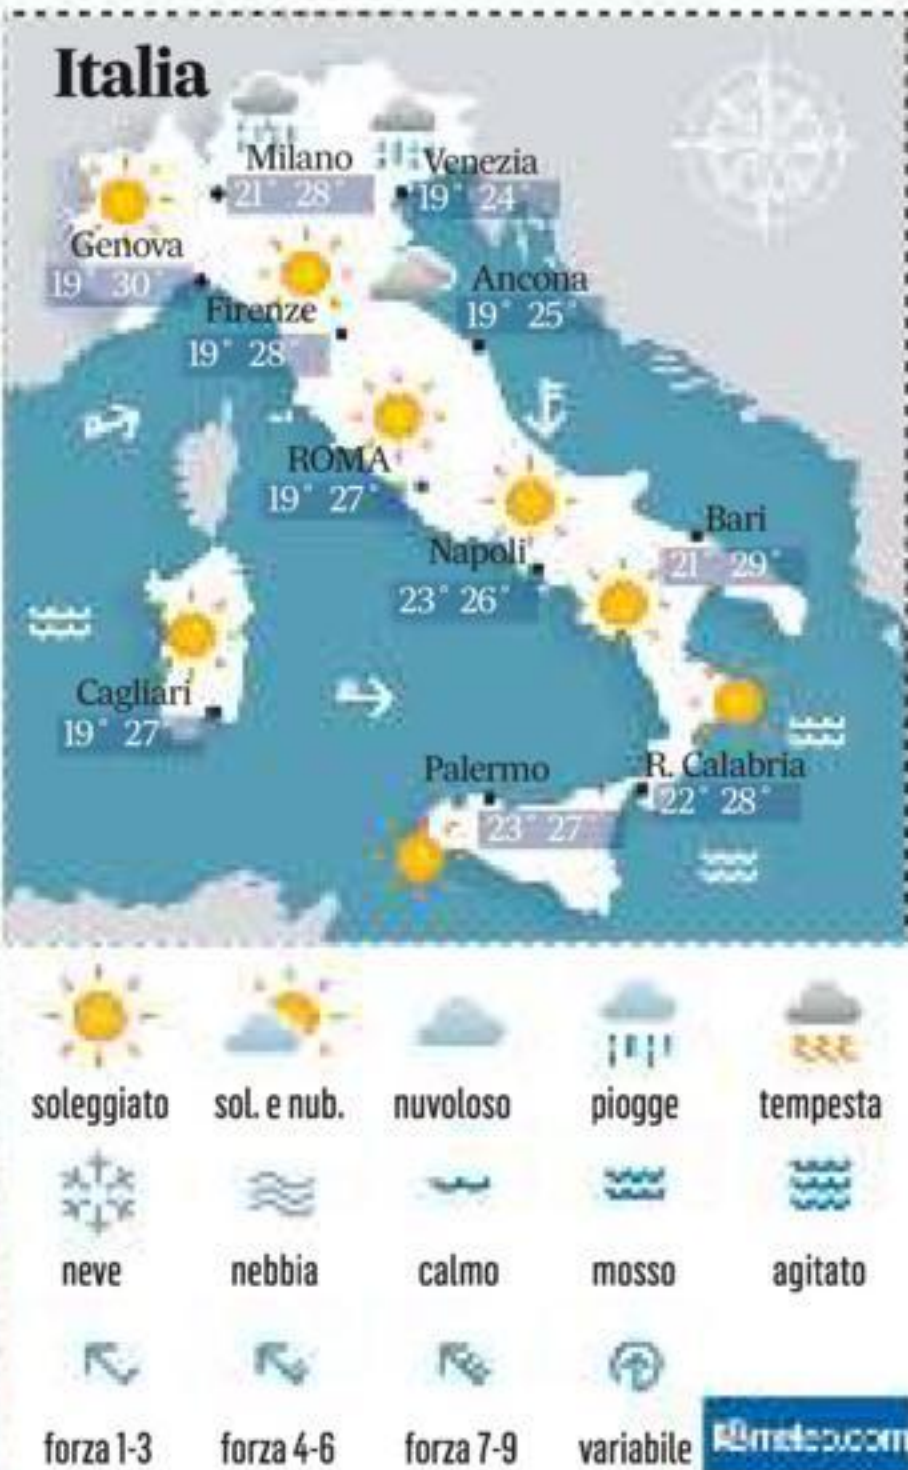 Italia
Milano
21° 28°
Venezia
19° 24°
Genova
19° 30°
Firenze
19° 28°
Ancona
19° 25°
ROMA
19° 27°
Napoli
23° 26°
Bari
21° 29°
Cagliari
19° 27°
Palermo
23° 27°
R. Calabria
22° 28°
soleggiato sol. e nub. nuvoloso piogge tempesta
neve nebbia calmo mosso agitato
forza 1-3 forza 4-6 forza 7-9 variabile